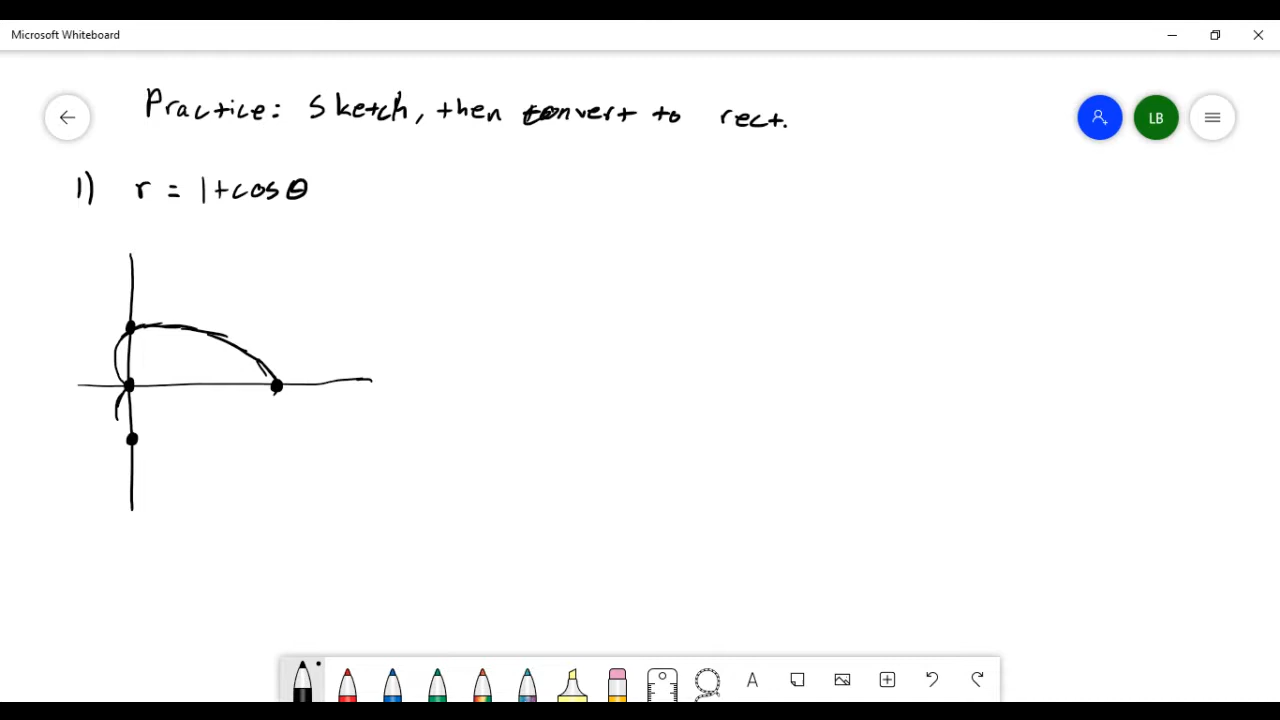 Microsoft Whiteboard
Practice: Sketch, then convert to rect.
LB
1) r = 1+cosθ
A